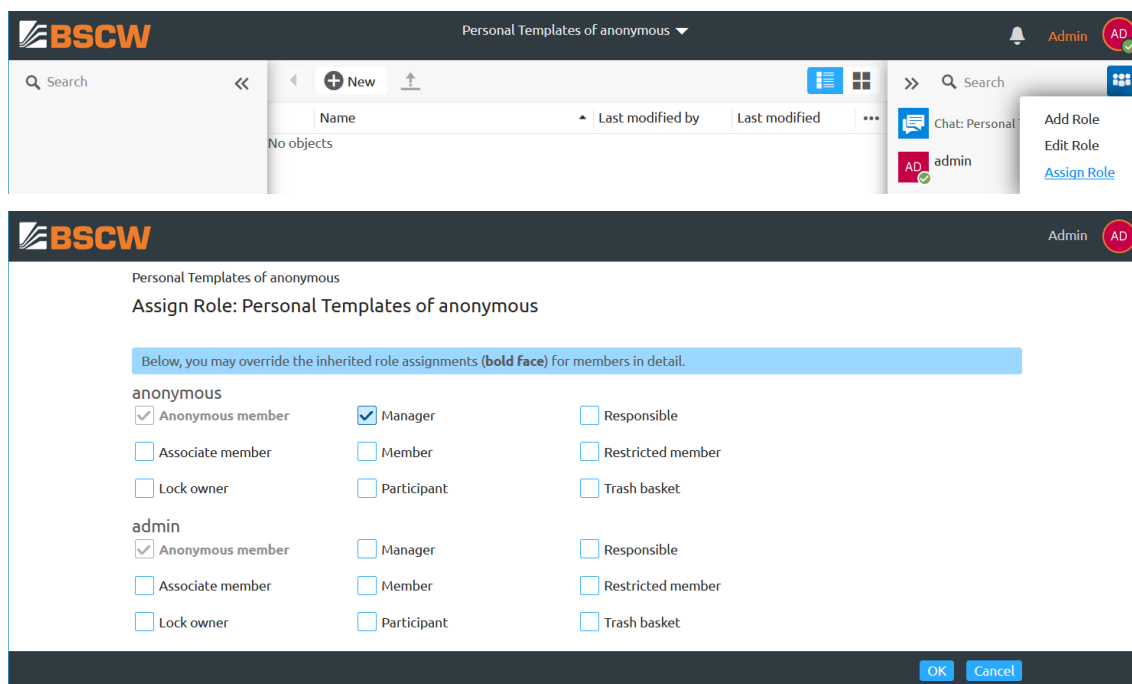 BSCW Personal Templates of anonymous Admin AD
Search New Search
Name Last modified by Last modified Chat: Personal Add Role
No objects Edit Role
AD admin Assign Role
BSCW Admin AD
Personal Templates of anonymous
Assign Role: Personal Templates of anonymous
Below, you may override the inherited role assignments (bold face) for members in detail.
anonymous
Anonymous member Manager Responsible
Associate member Member Restricted member
Lock owner Participant Trash basket
admin
Anonymous member Manager Responsible
Associate member Member Restricted member
Lock owner Participant Trash basket
OK Cancel